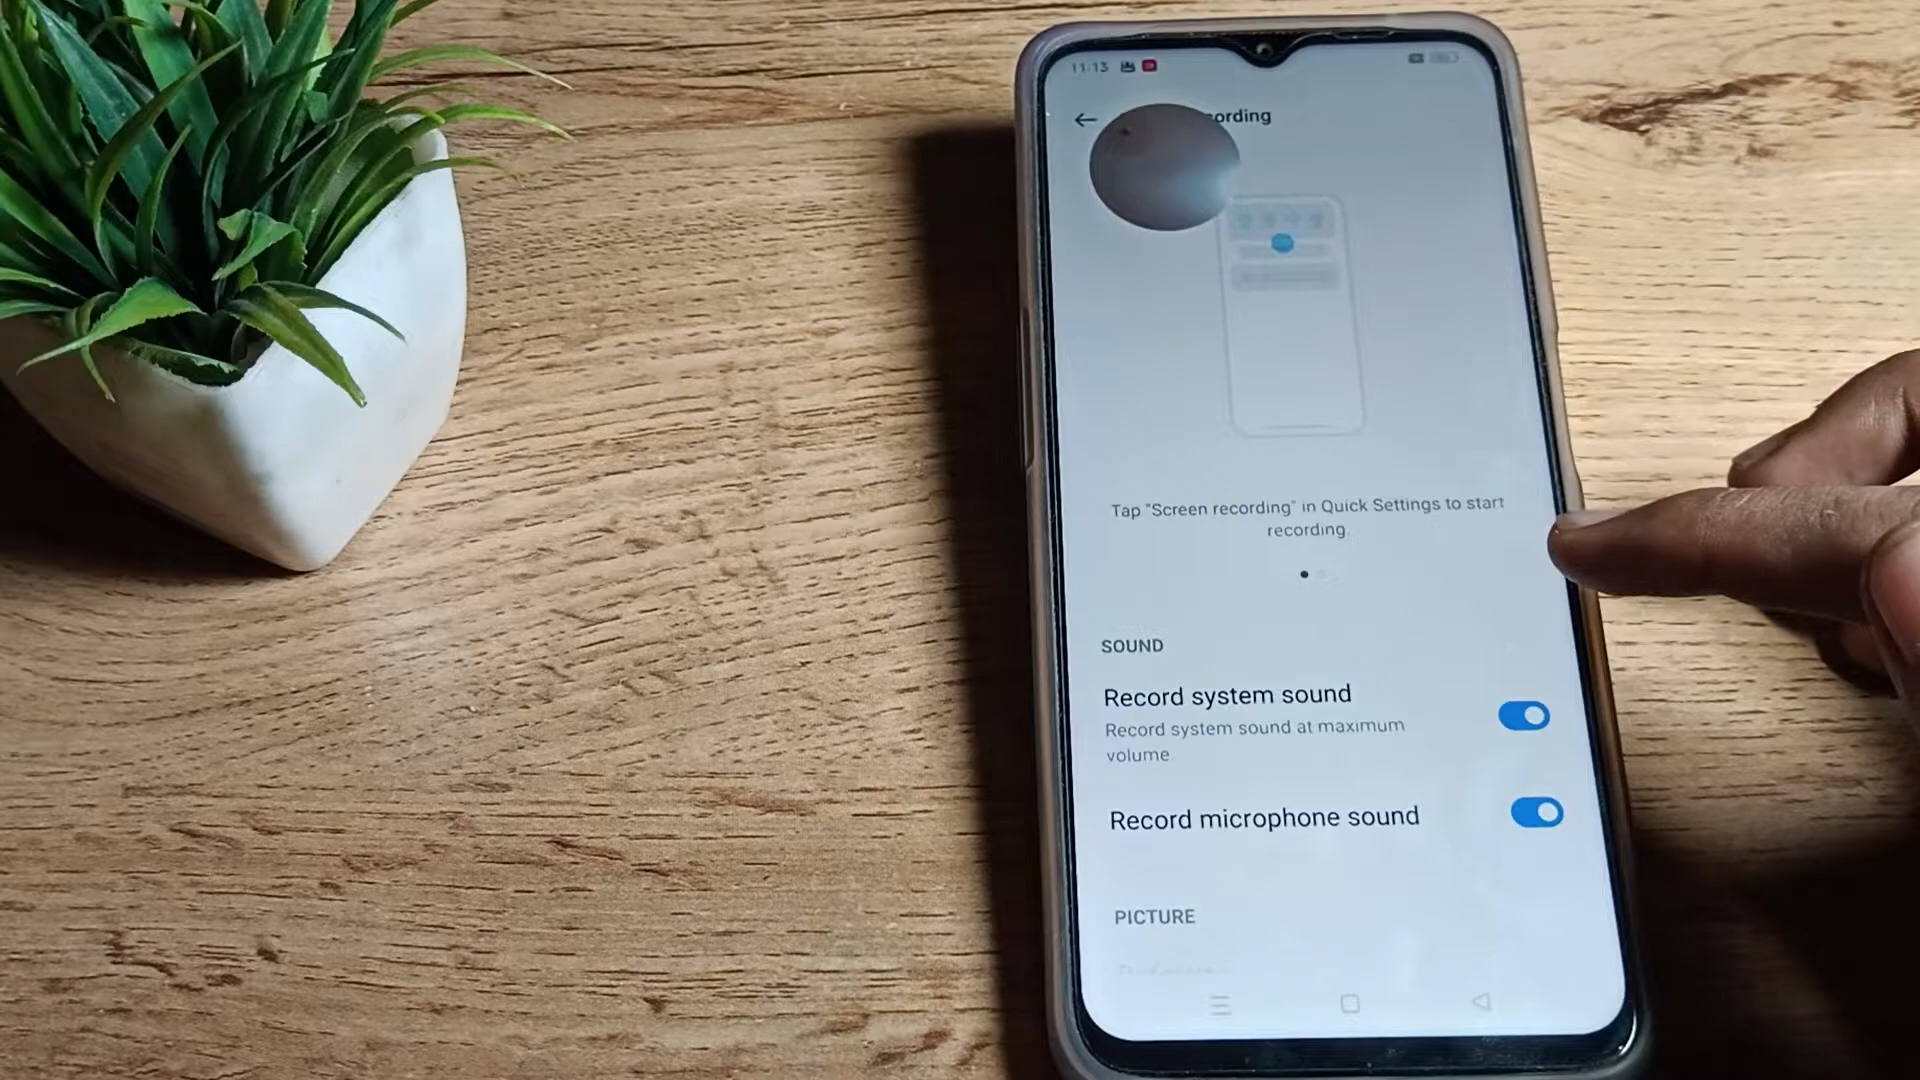 11:13
ording
Tap "Screen recording" in Quick Settings to start
recording.
SOUND
Record system sound
Record system sound at maximum
volume
Record microphone sound
PICTURE